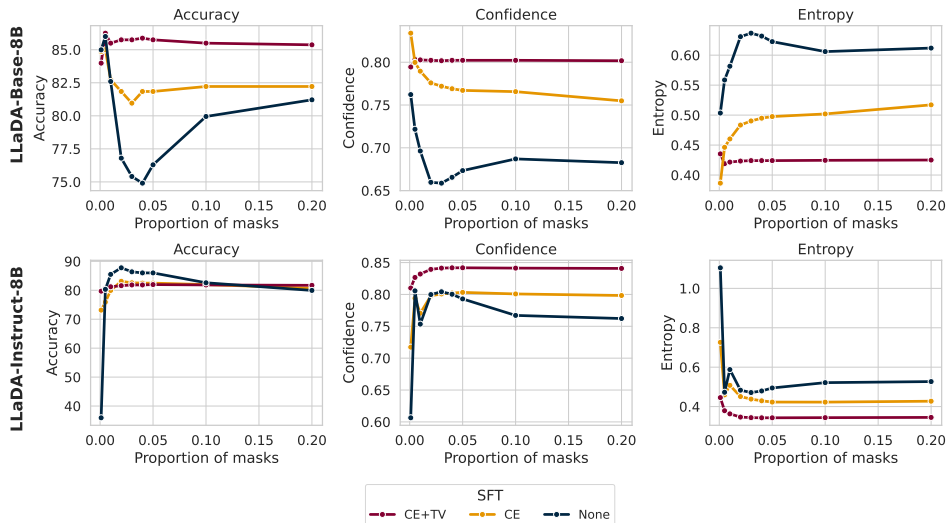 Accuracy
Confidence
Entropy
LLaDA-Base-8B
Accuracy
85.0
82.5
80.0
77.5
75.0
0.00 0.05 0.10 0.15 0.20
Proportion of masks
Confidence
0.80
0.75
0.70
0.65
0.00 0.05 0.10 0.15 0.20
Proportion of masks
Entropy
0.60
0.50
0.40
0.00 0.05 0.10 0.15 0.20
Proportion of masks
Accuracy
Confidence
Entropy
LLaDA-Instruct-8B
Accuracy
90
80
70
60
50
40
0.00 0.05 0.10 0.15 0.20
Proportion of masks
Confidence
0.85
0.80
0.75
0.70
0.65
0.60
0.00 0.05 0.10 0.15 0.20
Proportion of masks
Entropy
1.0
0.8
0.6
0.4
0.00 0.05 0.10 0.15 0.20
Proportion of masks
SFT
CE+TV CE None